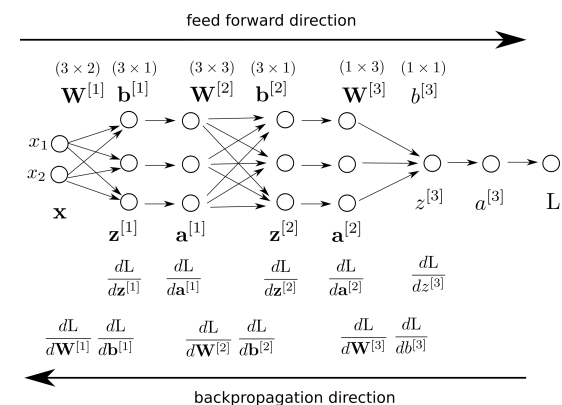 feed forward direction
(3 × 2) (3 × 1) (3 × 3) (3 × 1) (1 × 3) (1 × 1)
W[1] b[1] W[2] b[2] W[3] b[3]
x1
x2
x z[1] a[1] z[2] a[2] z[3] a[3] L
dL/dz[1] dL/da[1] dL/dz[2] dL/da[2] dL/dz[3]
dL/dW[1] dL/db[1] dL/dW[2] dL/db[2] dL/dW[3] dL/db[3]
backpropagation direction